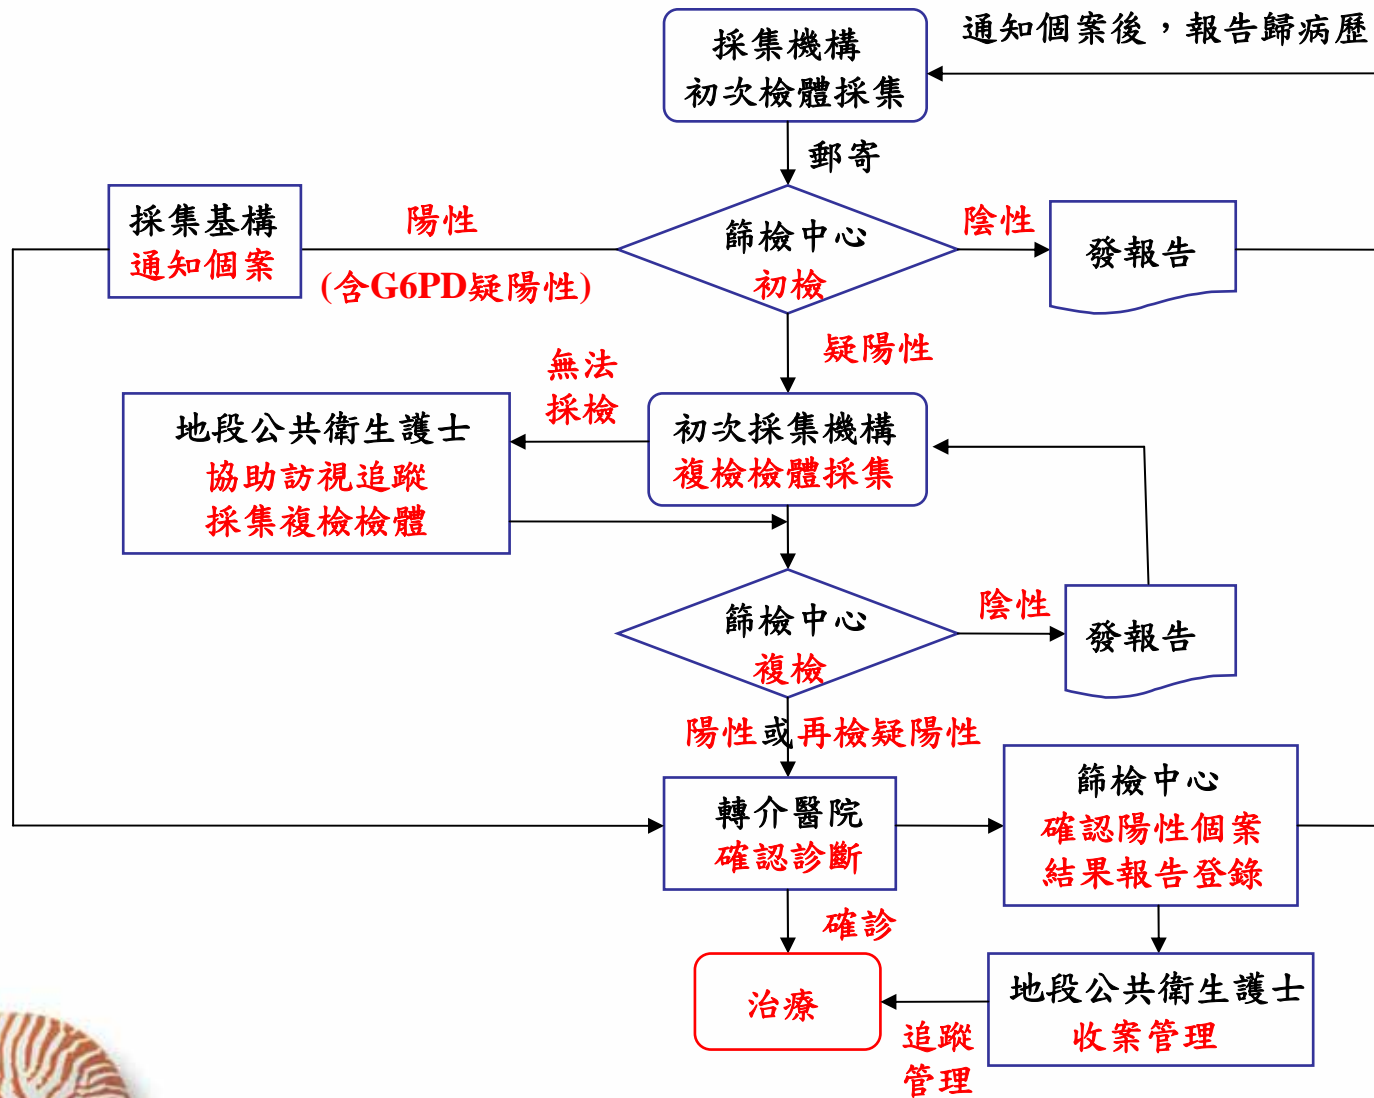 採集機構
初次檢體採集
通知個案後，報告歸病歷
郵寄
採集基構
通知個案
陽性
(含G6PD疑陽性)
篩檢中心
初檢
陰性
發報告
疑陽性
無法
採檢
地段公共衛生護士
協助訪視追蹤
採集複檢檢體
初次採集機構
複檢檢體採集
篩檢中心
複檢
陰性
發報告
陽性或再檢疑陽性
轉介醫院
確認診斷
篩檢中心
確認陽性個案
結果報告登錄
確診
治療
追蹤
管理
地段公共衛生護士
收案管理